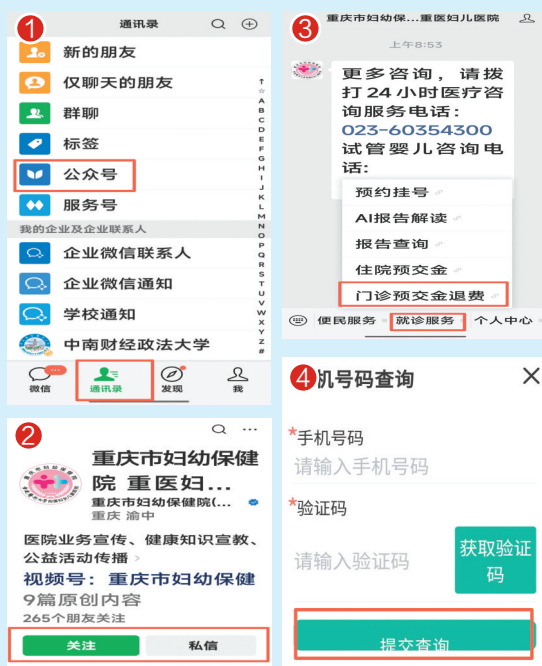 1
通讯录
新的朋友
仅聊天的朋友
群聊
标签
公众号
服务号
我的企业及企业联系人
企业微信联系人
企业微信通知
学校通知
中南财经政法大学
↑
☆
A
B
C
D
E
F
G
H
I
J
K
L
M
N
O
P
Q
R
S
T
U
V
W
X
Y
Z
#
微信
通讯录
发现
我
2
重庆市妇幼保健
院 重医妇...
重庆市妇幼保健院(...
重庆 渝中
医院业务宣传、健康知识宣教、
公益活动传播 >
视频号：重庆市妇幼保健
9篇原创内容
265个朋友关注
关注
私信
3
重庆市妇幼保...重医妇儿医院
上午8:53
更多咨询，请拨
打24小时医疗咨
询服务电话：
023-60354300
试管婴儿咨询电
话:
预约挂号
AI报告解读
报告查询
住院预交金
门诊预交金退费
便民服务
就诊服务
个人中心
4
机号码查询
*手机号码
请输入手机号码
*验证码
请输入验证码
获取验证
码
提交查询